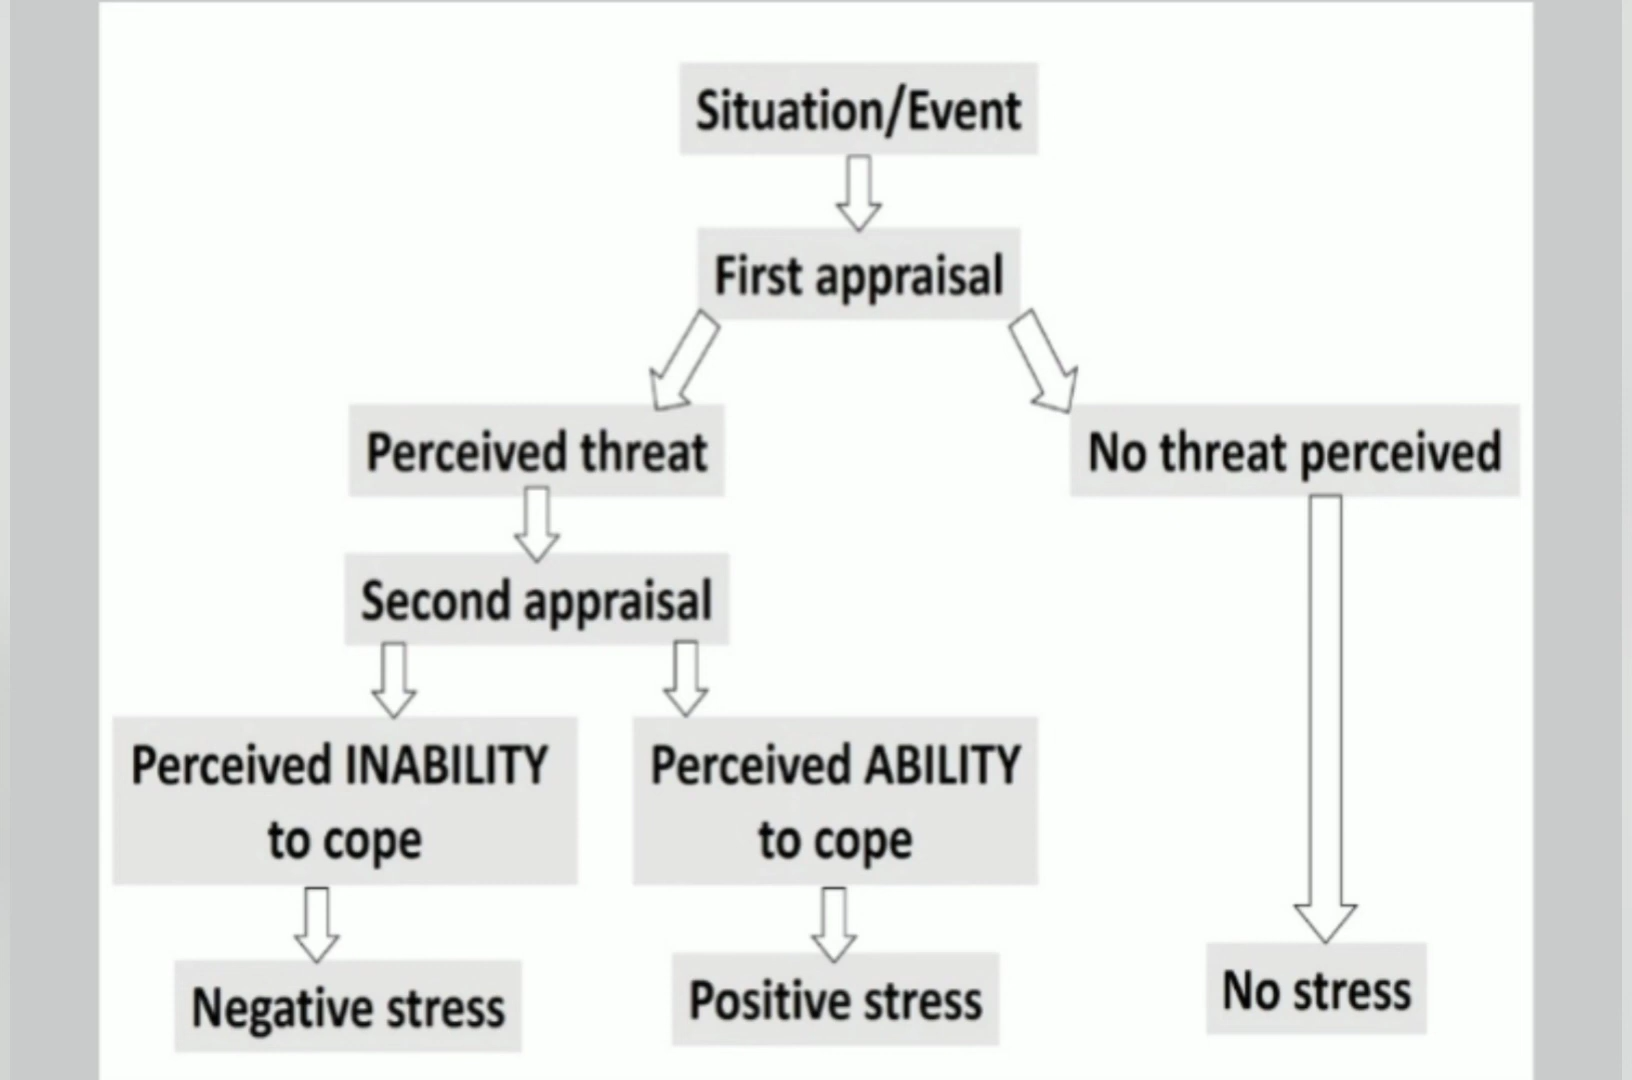 Situation/Event
First appraisal
Perceived threat
No threat perceived
Second appraisal
Perceived INABILITY
to cope
Perceived ABILITY
to cope
Negative stress
Positive stress
No stress